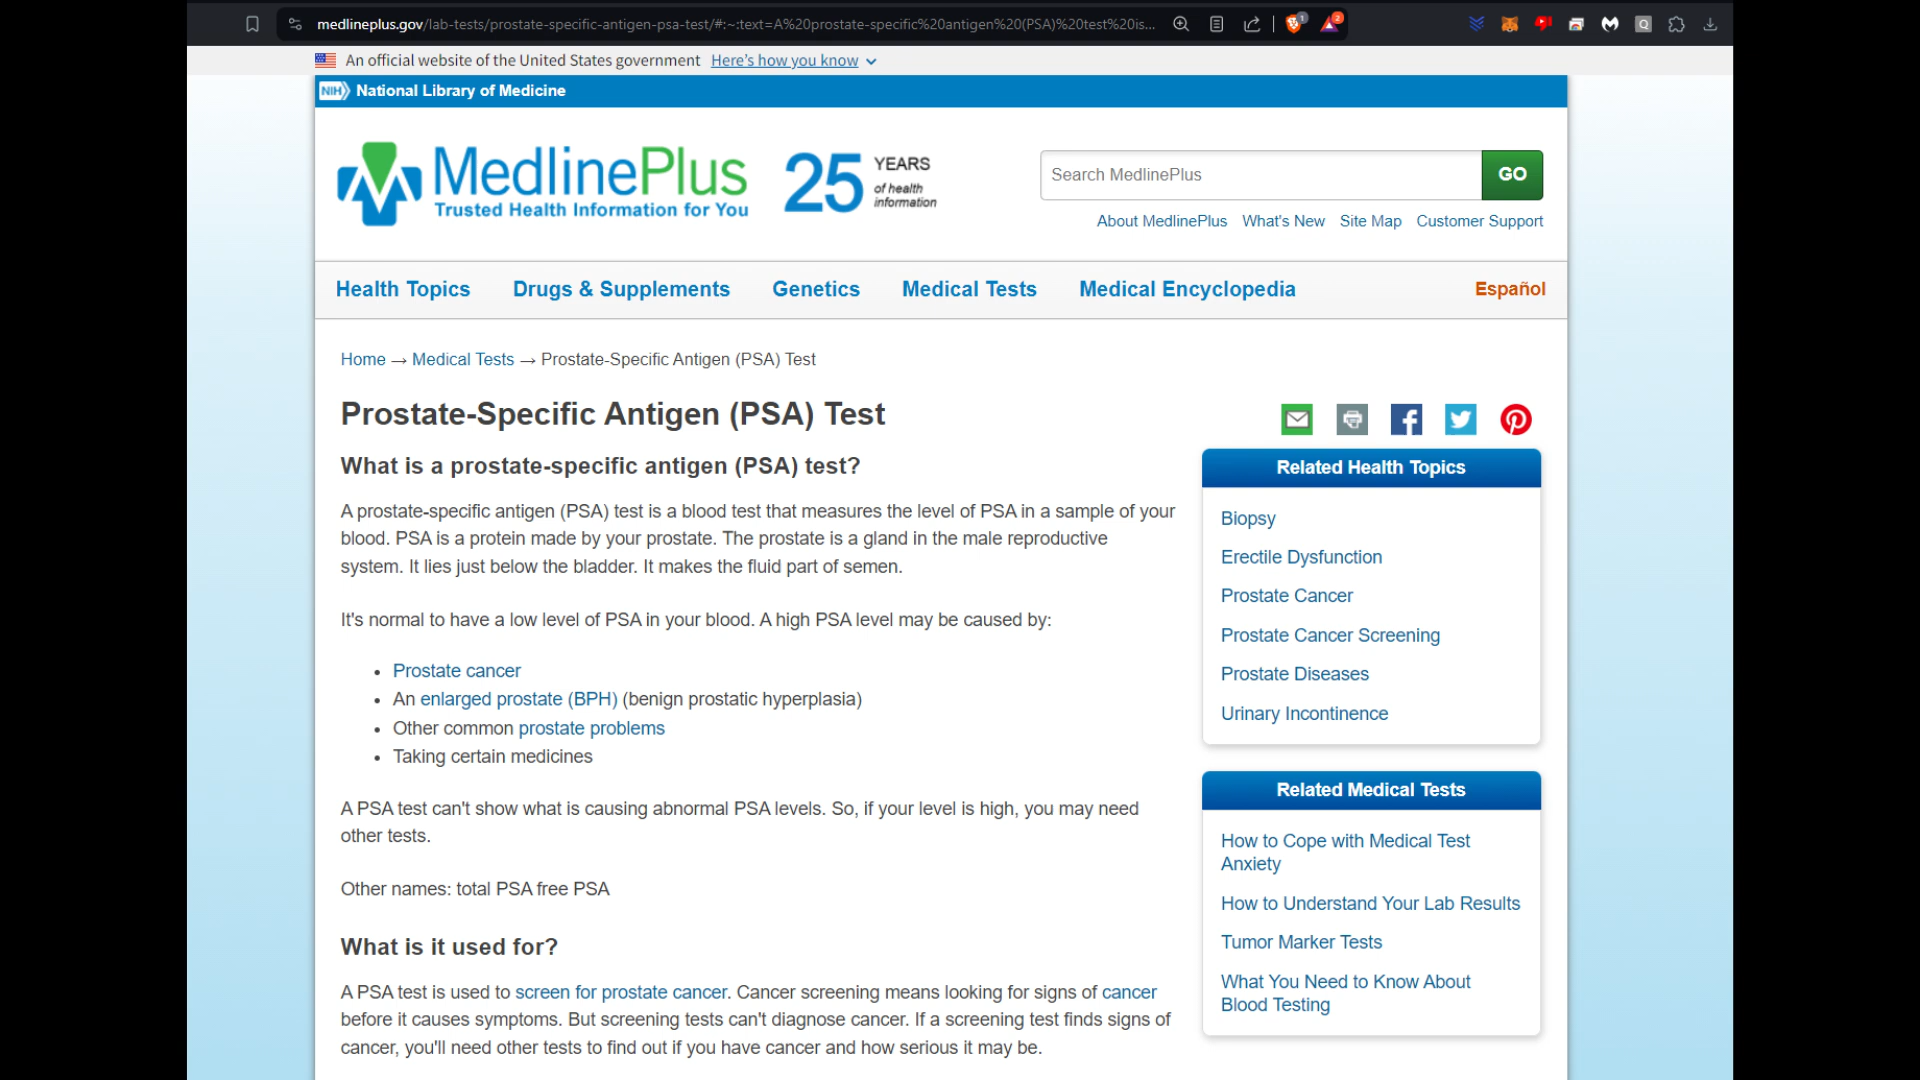 medlineplus.gov/lab-tests/prostate-specific-antigen-psa-test/#:~:text=A%20prostate-specific%20antigen%20(PSA)%20test%20is...
1
2
Q
An official website of the United States government Here's how you know
NIH National Library of Medicine
MedlinePlus
Trusted Health Information for You
25 YEARS
of health
information
Search MedlinePlus
GO
About MedlinePlus What's New Site Map Customer Support
Health Topics Drugs & Supplements Genetics Medical Tests Medical Encyclopedia Español
Home → Medical Tests → Prostate-Specific Antigen (PSA) Test
Prostate-Specific Antigen (PSA) Test
What is a prostate-specific antigen (PSA) test?
A prostate-specific antigen (PSA) test is a blood test that measures the level of PSA in a sample of your
blood. PSA is a protein made by your prostate. The prostate is a gland in the male reproductive
system. It lies just below the bladder. It makes the fluid part of semen.
It's normal to have a low level of PSA in your blood. A high PSA level may be caused by:
• Prostate cancer
• An enlarged prostate (BPH) (benign prostatic hyperplasia)
• Other common prostate problems
• Taking certain medicines
A PSA test can't show what is causing abnormal PSA levels. So, if your level is high, you may need
other tests.
Other names: total PSA free PSA
What is it used for?
A PSA test is used to screen for prostate cancer. Cancer screening means looking for signs of cancer
before it causes symptoms. But screening tests can't diagnose cancer. If a screening test finds signs of
cancer, you'll need other tests to find out if you have cancer and how serious it may be.
Related Health Topics
Biopsy
Erectile Dysfunction
Prostate Cancer
Prostate Cancer Screening
Prostate Diseases
Urinary Incontinence
Related Medical Tests
How to Cope with Medical Test
Anxiety
How to Understand Your Lab Results
Tumor Marker Tests
What You Need to Know About
Blood Testing